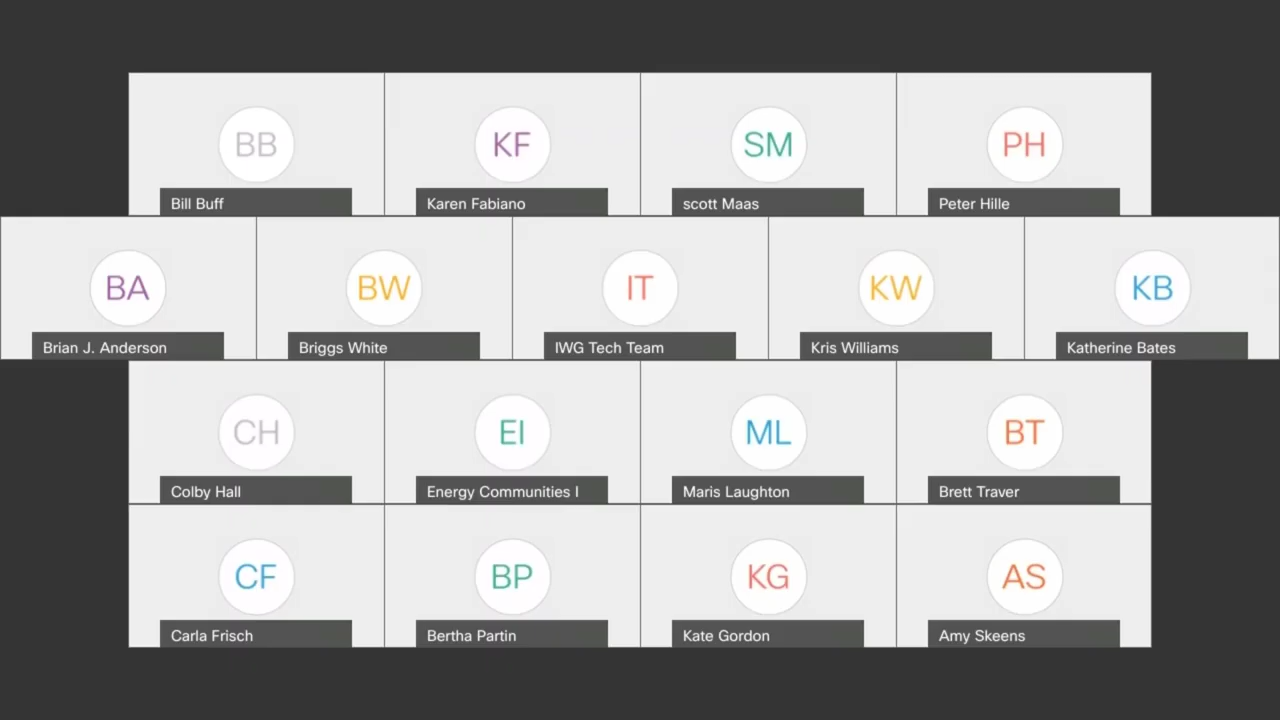 BB
KF
SM
PH
Bill Buff
Karen Fabiano
scott Maas
Peter Hille
BA
BW
IT
KW
KB
Brian J. Anderson
Briggs White
IWG Tech Team
Kris Williams
Katherine Bates
CH
EI
ML
BT
Colby Hall
Energy Communities I
Maris Laughton
Brett Traver
CF
BP
KG
AS
Carla Frisch
Bertha Partin
Kate Gordon
Amy Skeens